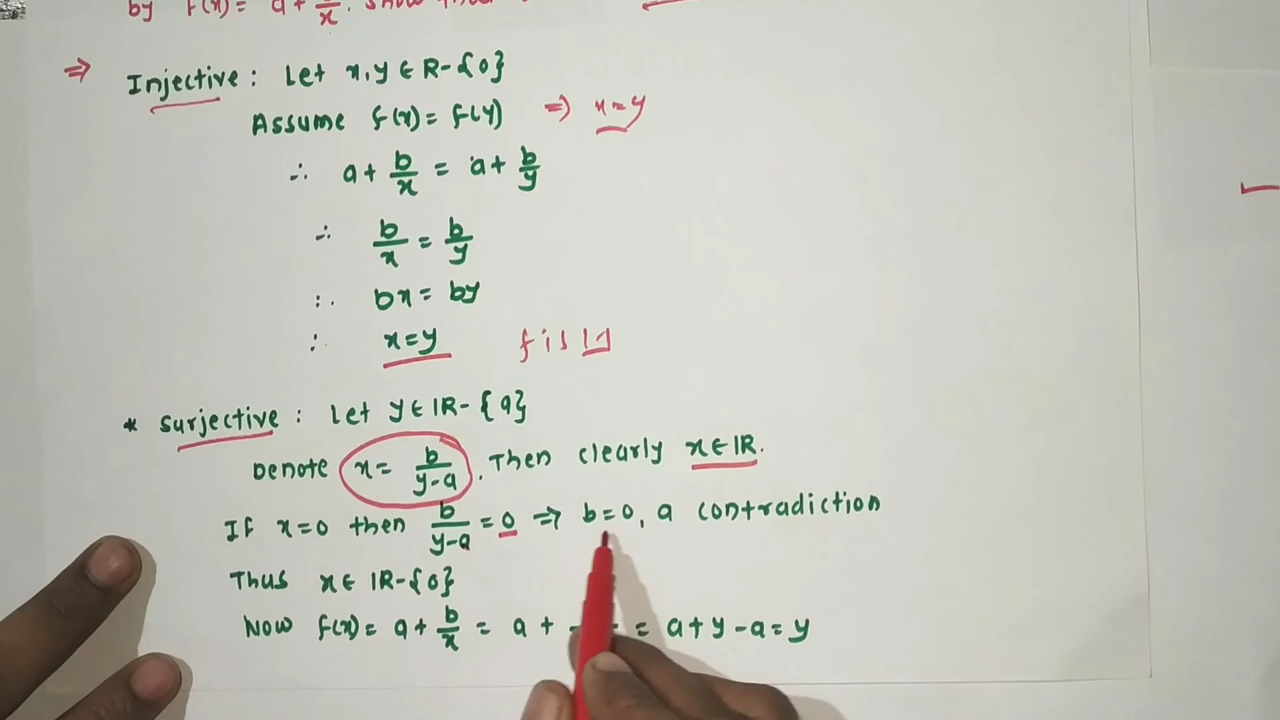 by f(x) = a + b/x.
⇒ Injective : Let x, y ∈ R - {0}
Assume f(x) = f(y) ⇒ x = y
∴ a + b/x = a + b/y
∴ b/x = b/y
∴ bx = by
∴ x = y f is 1-1
* Surjective : Let y ∈ IR - {a}
Denote x = b/(y-a). Then clearly x ∈ IR.
If x = 0 then b/(y-a) = 0 ⇒ b = 0, a contradiction
Thus x ∈ IR - {0}
Now f(x) = a + b/x = a + = a + y - a = y